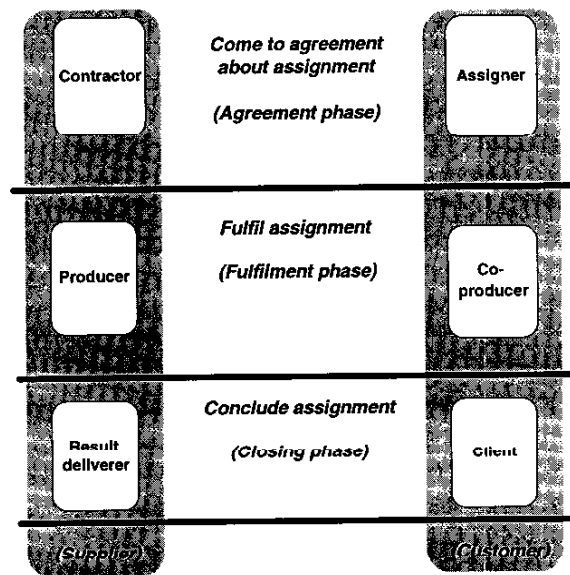 Contractor
Come to agreement
about assignment
(Agreement phase)
Assigner
Producer
Fulfil assignment
(Fulfilment phase)
Co-
producer
Result
deliverer
Conclude assignment
(Closing phase)
Client
(Supplier)
(Customer)